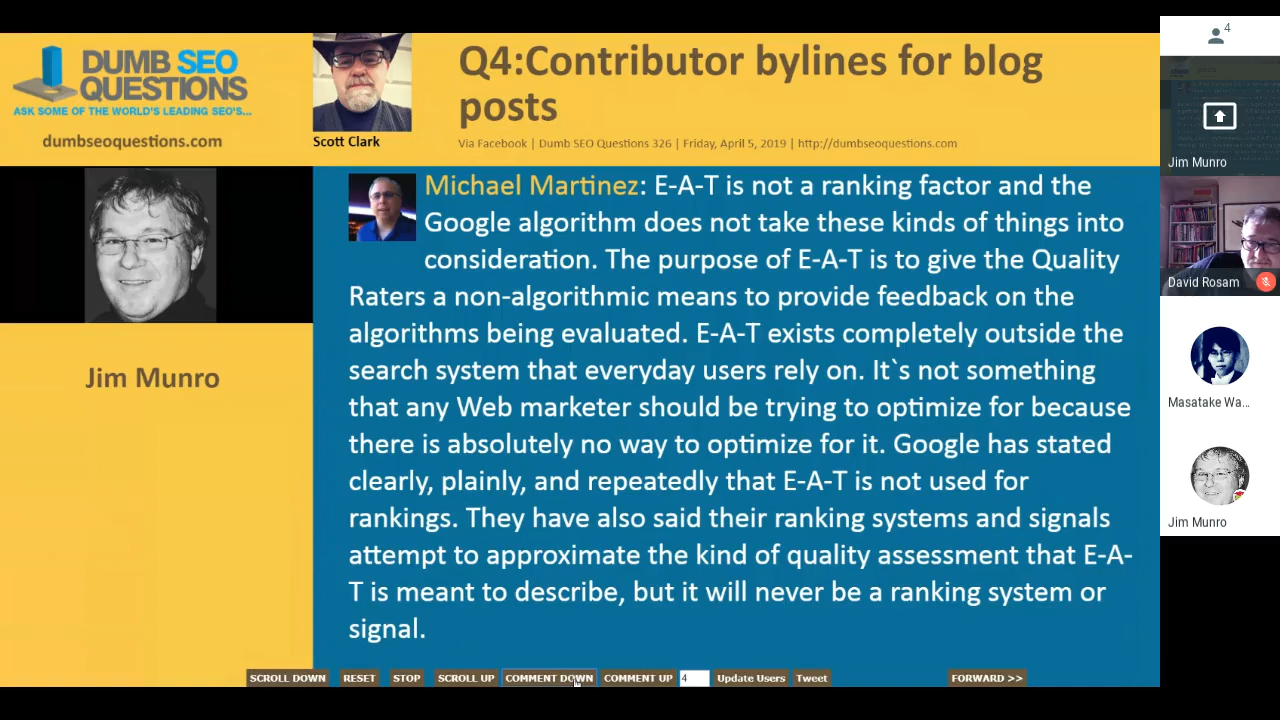 DUMB SEO
QUESTIONS
ASK SOME OF THE WORLD'S LEADING SEO'S...
dumbseoquestions.com
Scott Clark
Q4:Contributor bylines for blog
posts
Via Facebook | Dumb SEO Questions 326 | Friday, April 5, 2019 | http://dumbseoquestions.com
Jim Munro
Michael Martinez: E-A-T is not a ranking factor and the
Google algorithm does not take these kinds of things into
consideration. The purpose of E-A-T is to give the Quality
Raters a non-algorithmic means to provide feedback on the
algorithms being evaluated. E-A-T exists completely outside the
search system that everyday users rely on. It`s not something
that any Web marketer should be trying to optimize for because
there is absolutely no way to optimize for it. Google has stated
clearly, plainly, and repeatedly that E-A-T is not used for
rankings. They have also said their ranking systems and signals
attempt to approximate the kind of quality assessment that E-A-
T is meant to describe, but it will never be a ranking system or
signal.
SCROLL DOWN RESET STOP SCROLL UP COMMENT DOWN COMMENT UP 4 Update Users Tweet FORWARD >>
4
Jim Munro
David Rosam
Masatake Wa...
Jim Munro